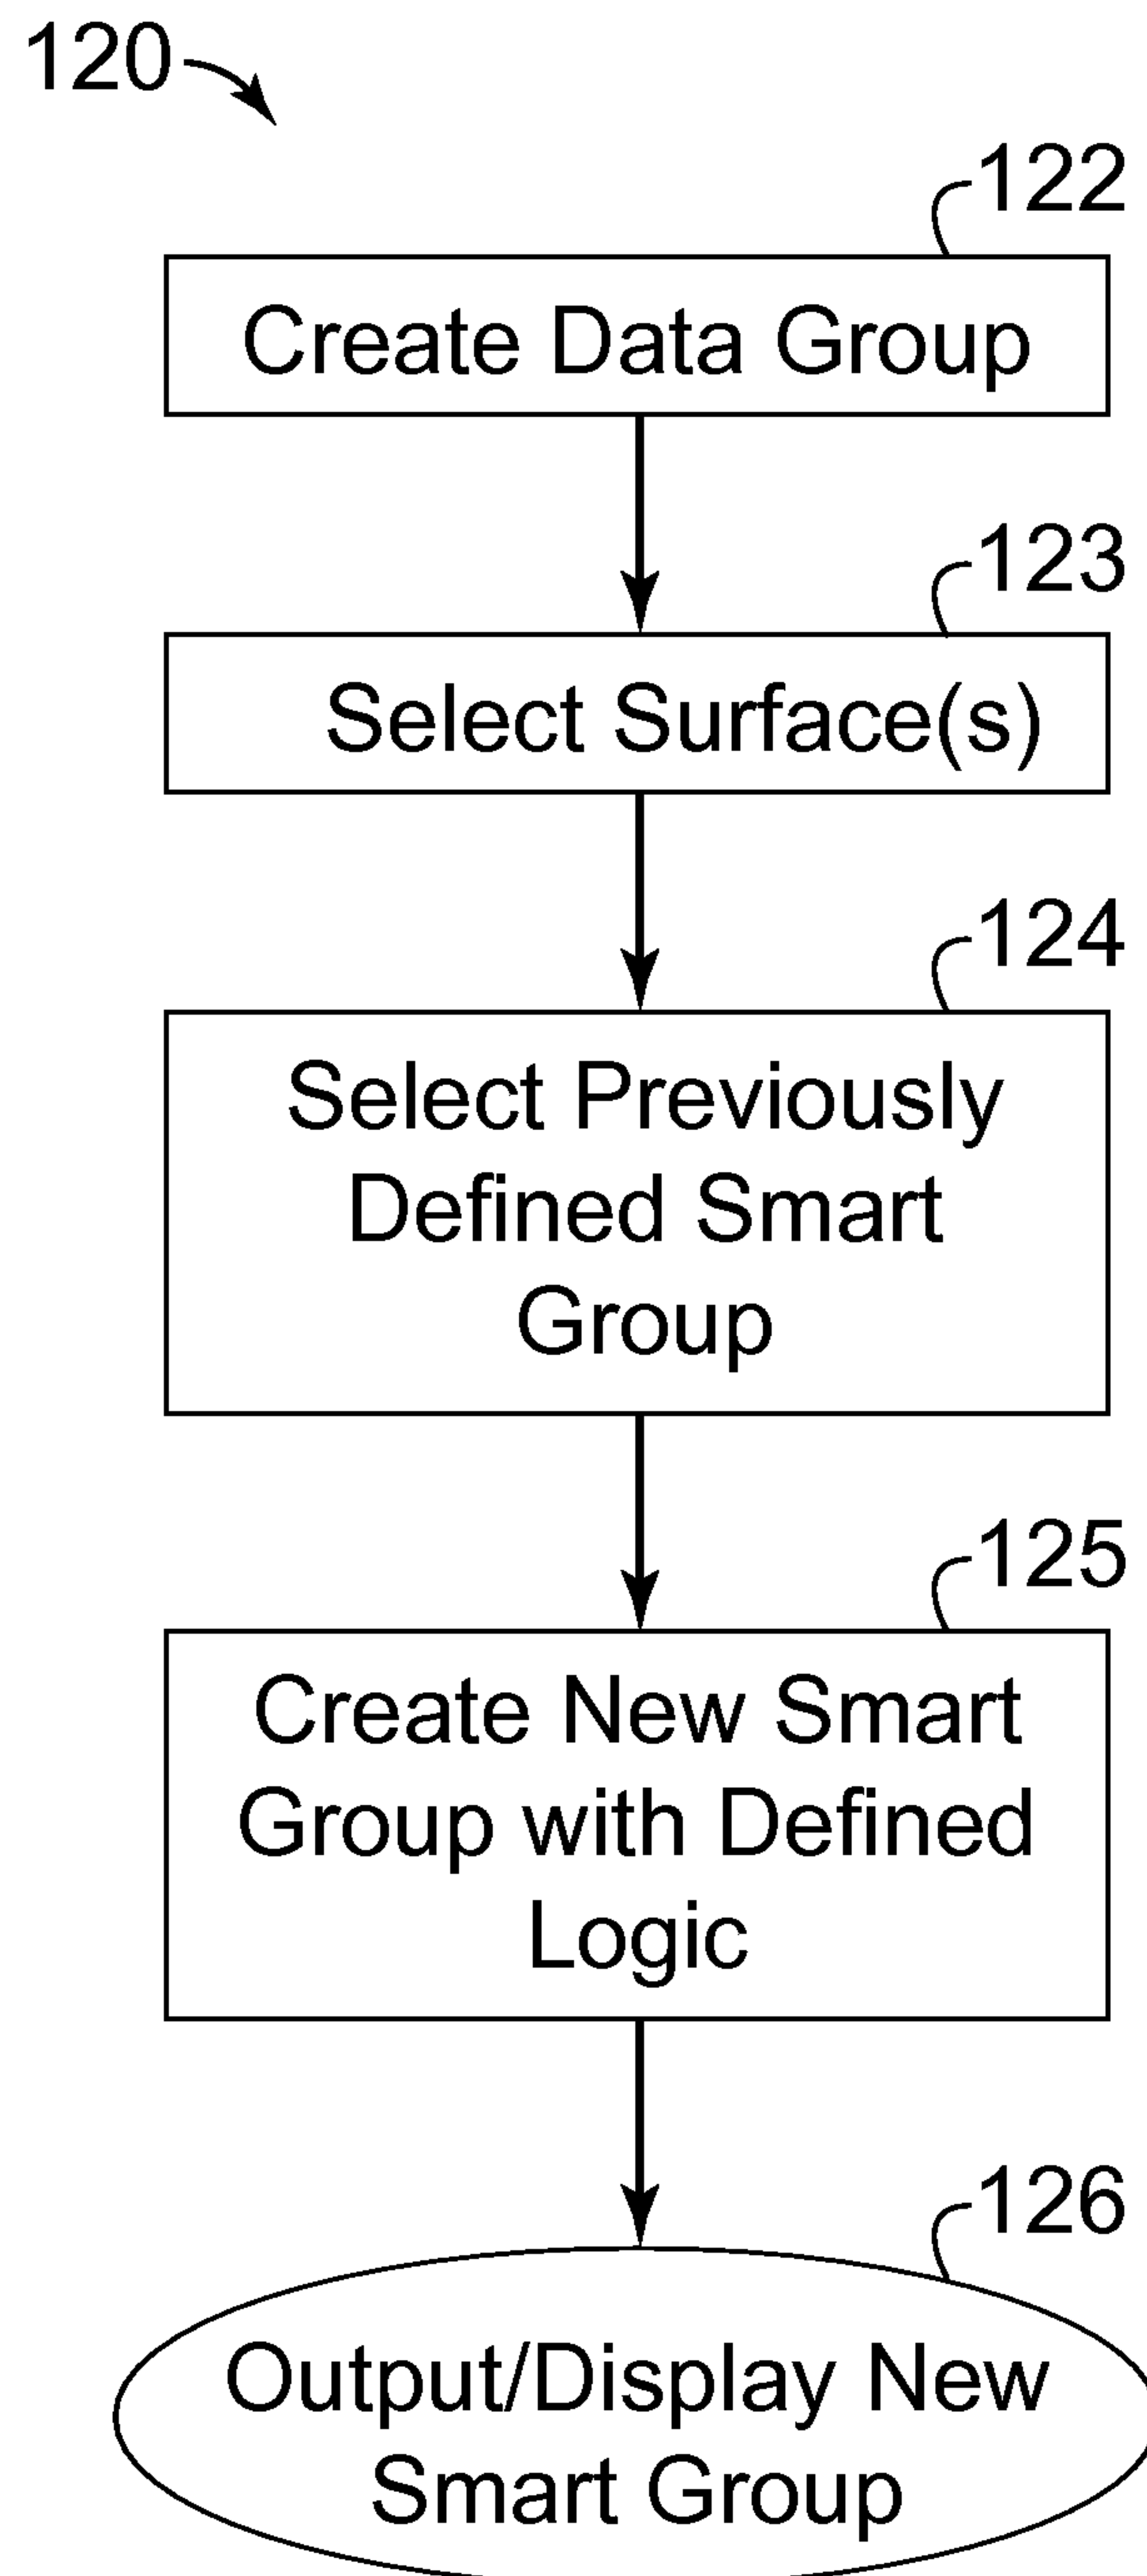 120
122
Create Data Group
123
Select Surface(s)
124
Select Previously
Defined Smart
Group
125
Create New Smart
Group with Defined
Logic
126
Output/Display New
Smart Group